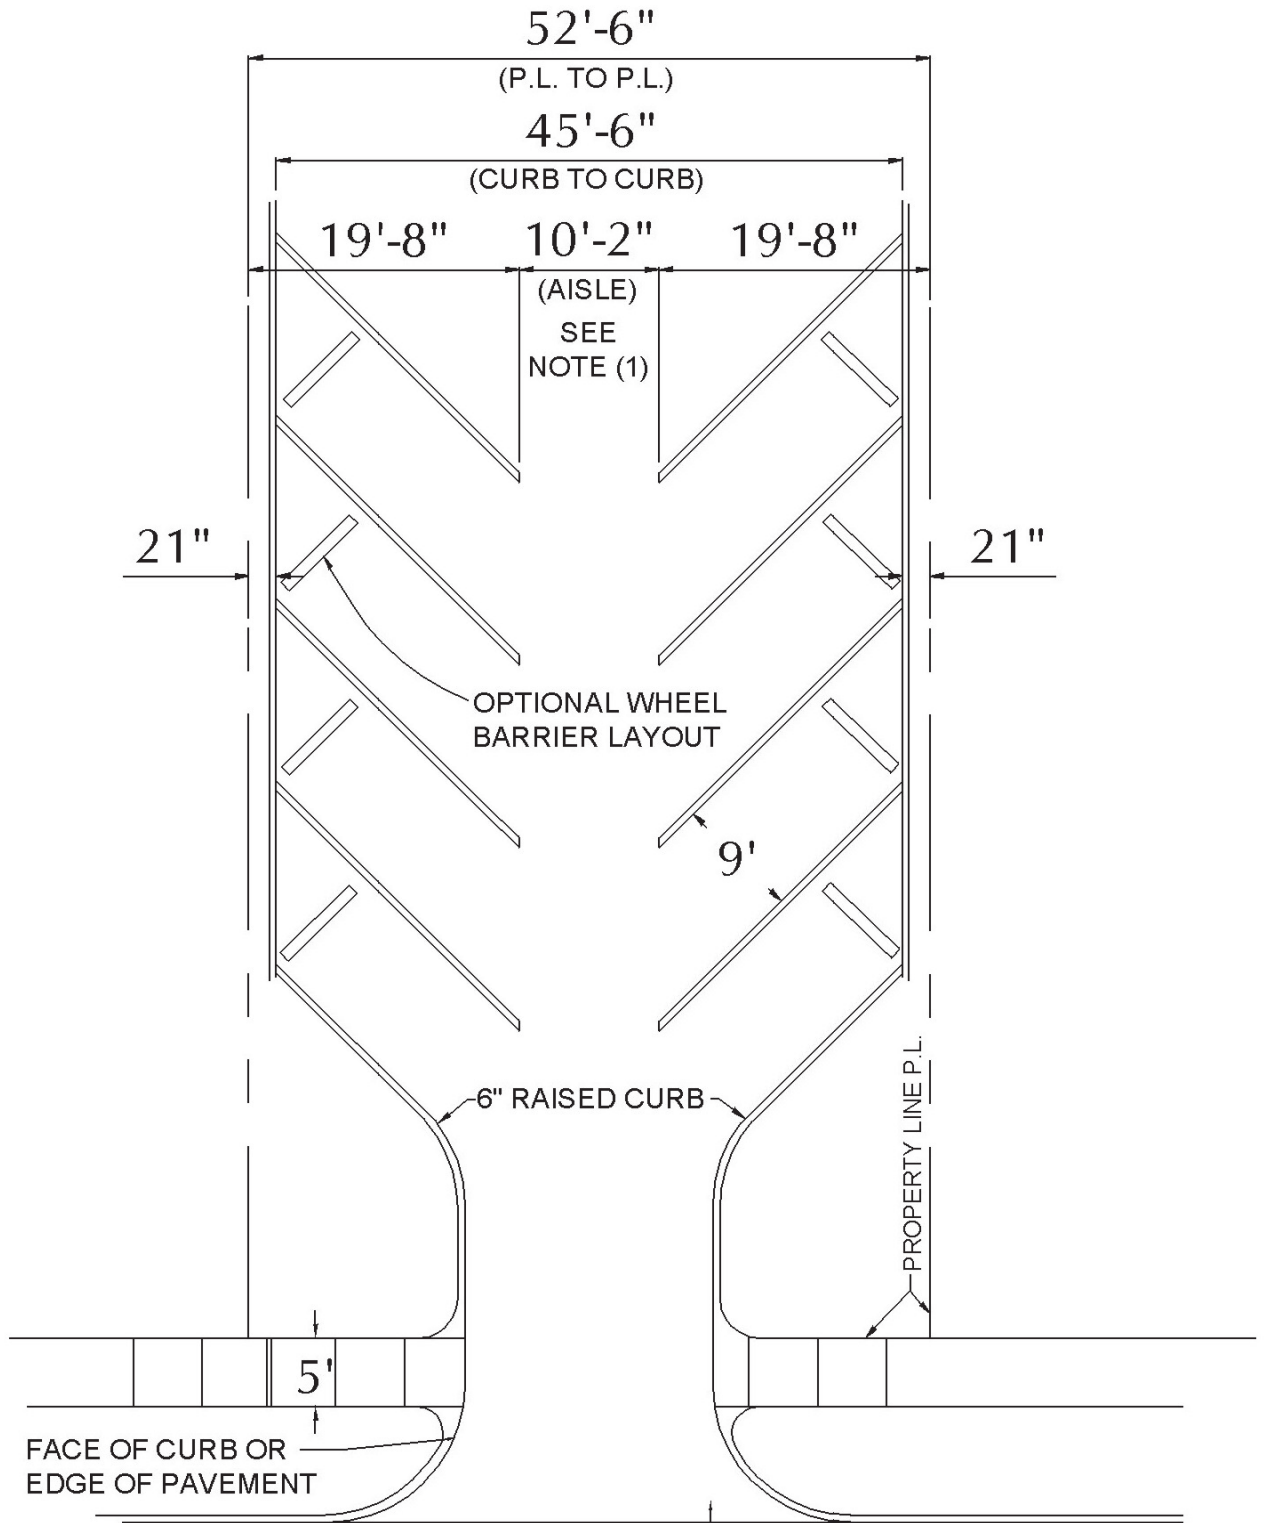 52'-6"
(P.L. TO P.L.)
45'-6"
(CURB TO CURB)
19'-8" 10'-2" 19'-8"
(AISLE)
SEE
NOTE (1)
21" 21"
OPTIONAL WHEEL
BARRIER LAYOUT
9'
6" RAISED CURB
PROPERTY LINE P.L.
5'
FACE OF CURB OR
EDGE OF PAVEMENT